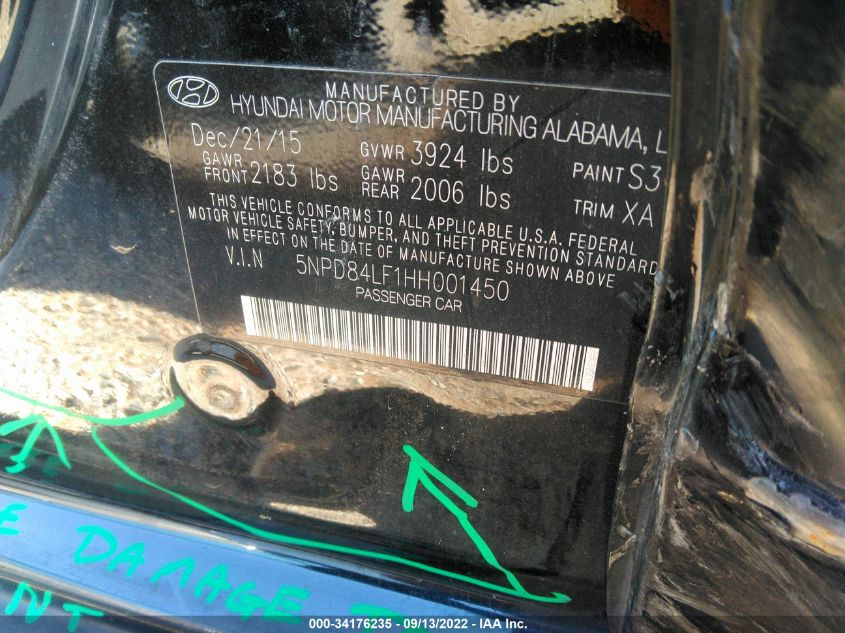 MANUFACTURED BY
HYUNDAI MOTOR MANUFACTURING ALABAMA, L
Dec/21/15 GVWR 3924 lbs PAINT S3
GAWR FRONT 2183 lbs GAWR REAR 2006 lbs TRIM XA
THIS VEHICLE CONFORMS TO ALL APPLICABLE U.S.A. FEDERAL
MOTOR VEHICLE SAFETY, BUMPER, AND THEFT PREVENTION STANDARD
IN EFFECT ON THE DATE OF MANUFACTURE SHOWN ABOVE
V.I.N 5NPD84LF1HH001450
PASSENGER CAR
E DAMAGE
NT
000-34176235 - 09/13/2022 - IAA Inc.